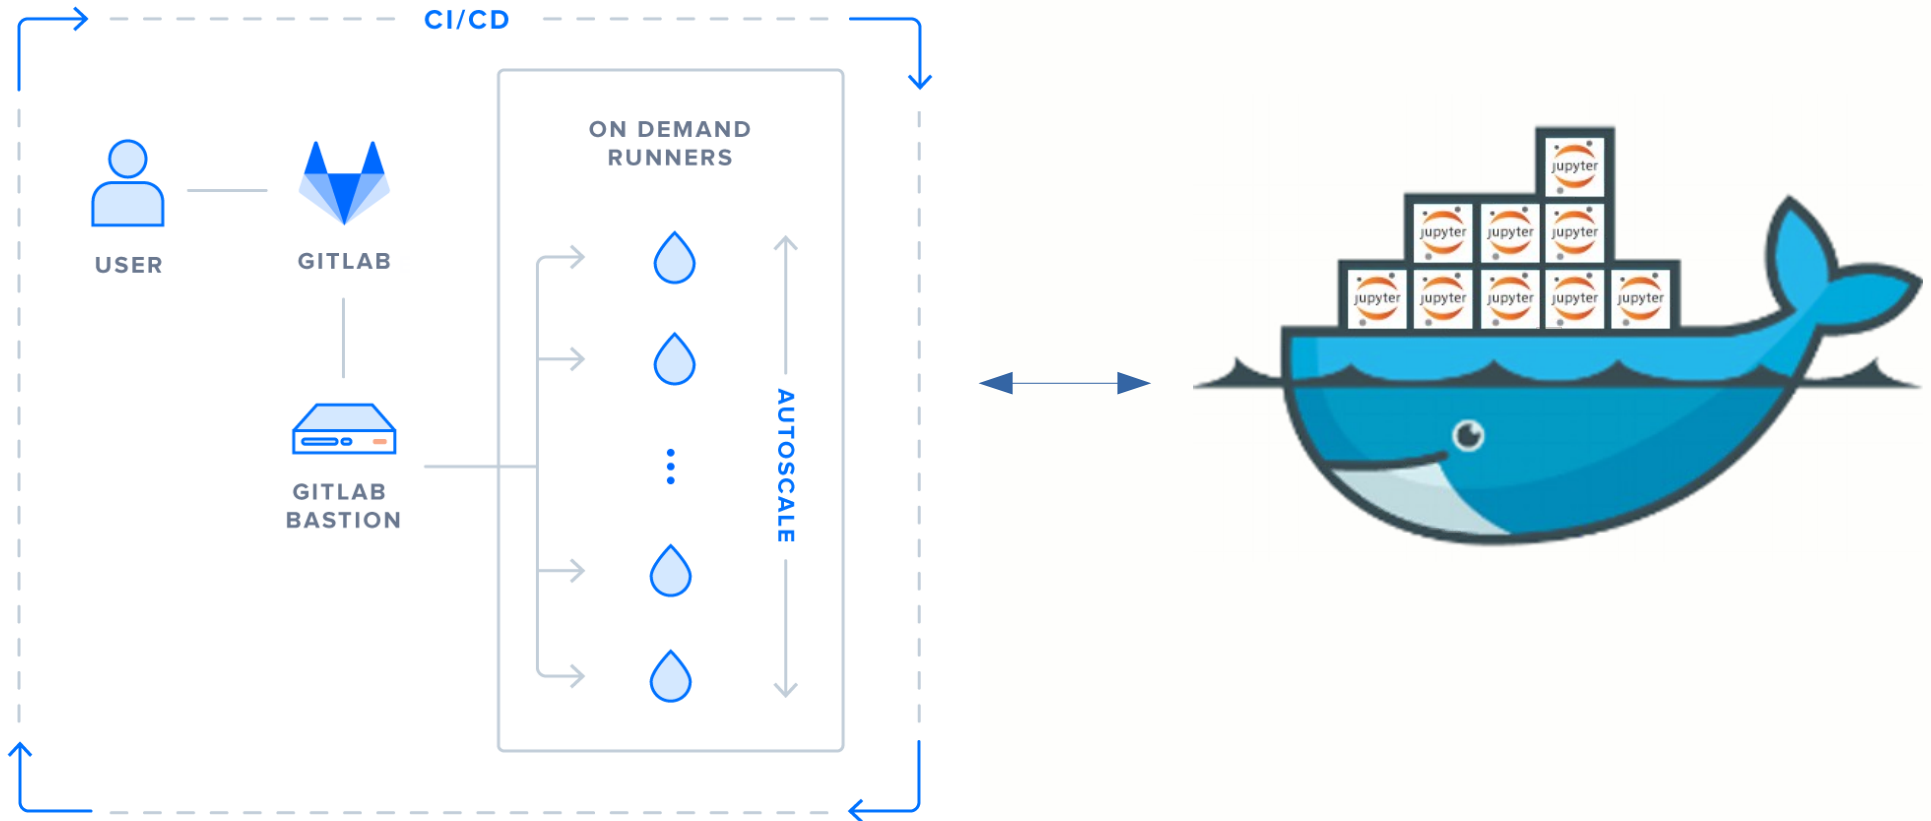 CI/CD
ON DEMAND
RUNNERS
USER
GITLAB
GITLAB
BASTION
AUTOSCALE
jupyter
jupyter
jupyter
jupyter
jupyter
jupyter
jupyter
jupyter
jupyter